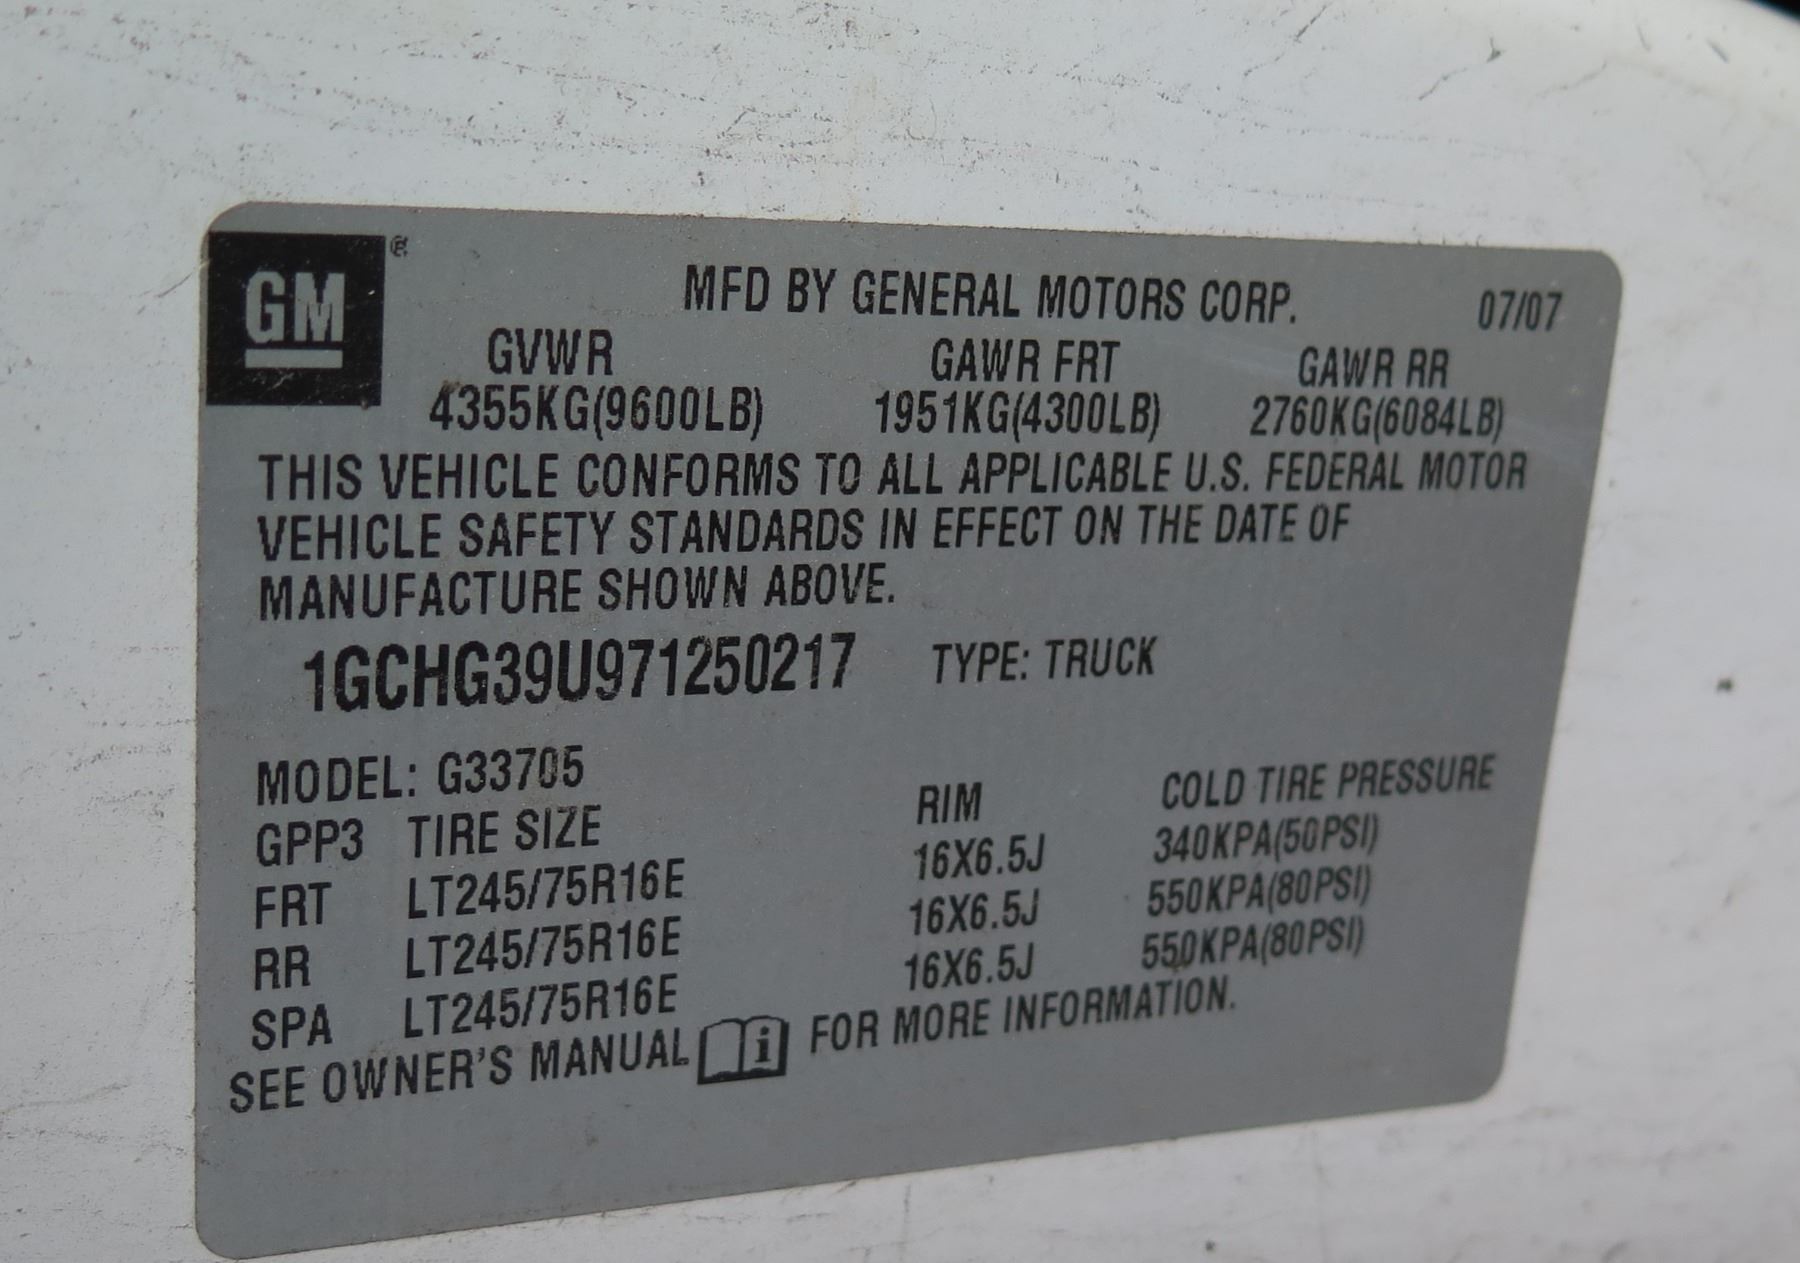 GM ®
MFD BY GENERAL MOTORS CORP. 07/07
GVWR GAWR FRT GAWR RR
4355KG(9600LB) 1951KG(4300LB) 2760KG(6084LB)
THIS VEHICLE CONFORMS TO ALL APPLICABLE U.S. FEDERAL MOTOR
VEHICLE SAFETY STANDARDS IN EFFECT ON THE DATE OF
MANUFACTURE SHOWN ABOVE.
1GCHG39U971250217 TYPE: TRUCK
MODEL: G33705
GPP3 TIRE SIZE RIM COLD TIRE PRESSURE
FRT LT245/75R16E 16X6.5J 340KPA(50PSI)
RR LT245/75R16E 16X6.5J 550KPA(80PSI)
SPA LT245/75R16E 16X6.5J 550KPA(80PSI)
SEE OWNER'S MANUAL i FOR MORE INFORMATION.